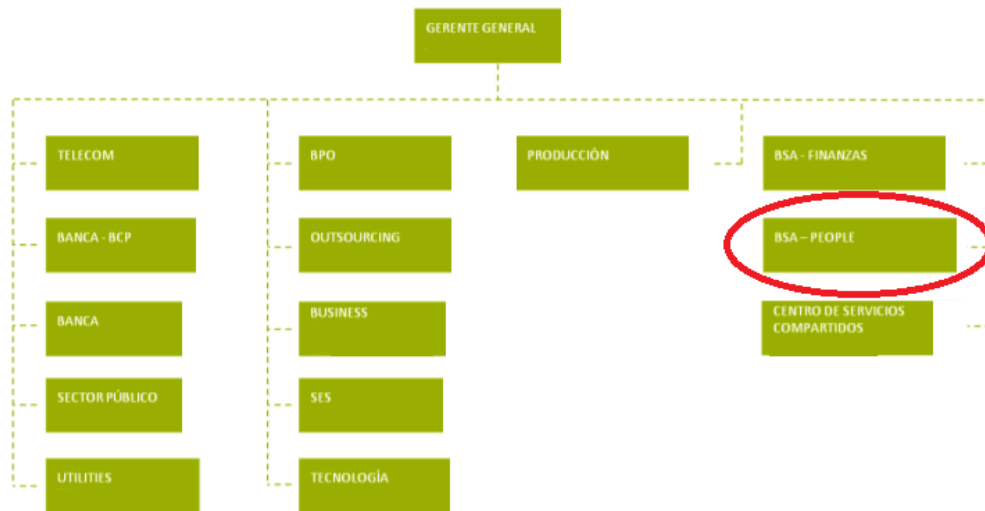 GERENTE GENERAL
TELECOM
BANCA - BCP
BANCA
SECTOR PÚBLICO
UTILITIES
BPO
OUTSOURCING
BUSINESS
SES
TECNOLOGÍA
PRODUCCIÓN
BSA - FINANZAS
BSA – PEOPLE
CENTRO DE SERVICIOS
COMPARTIDOS